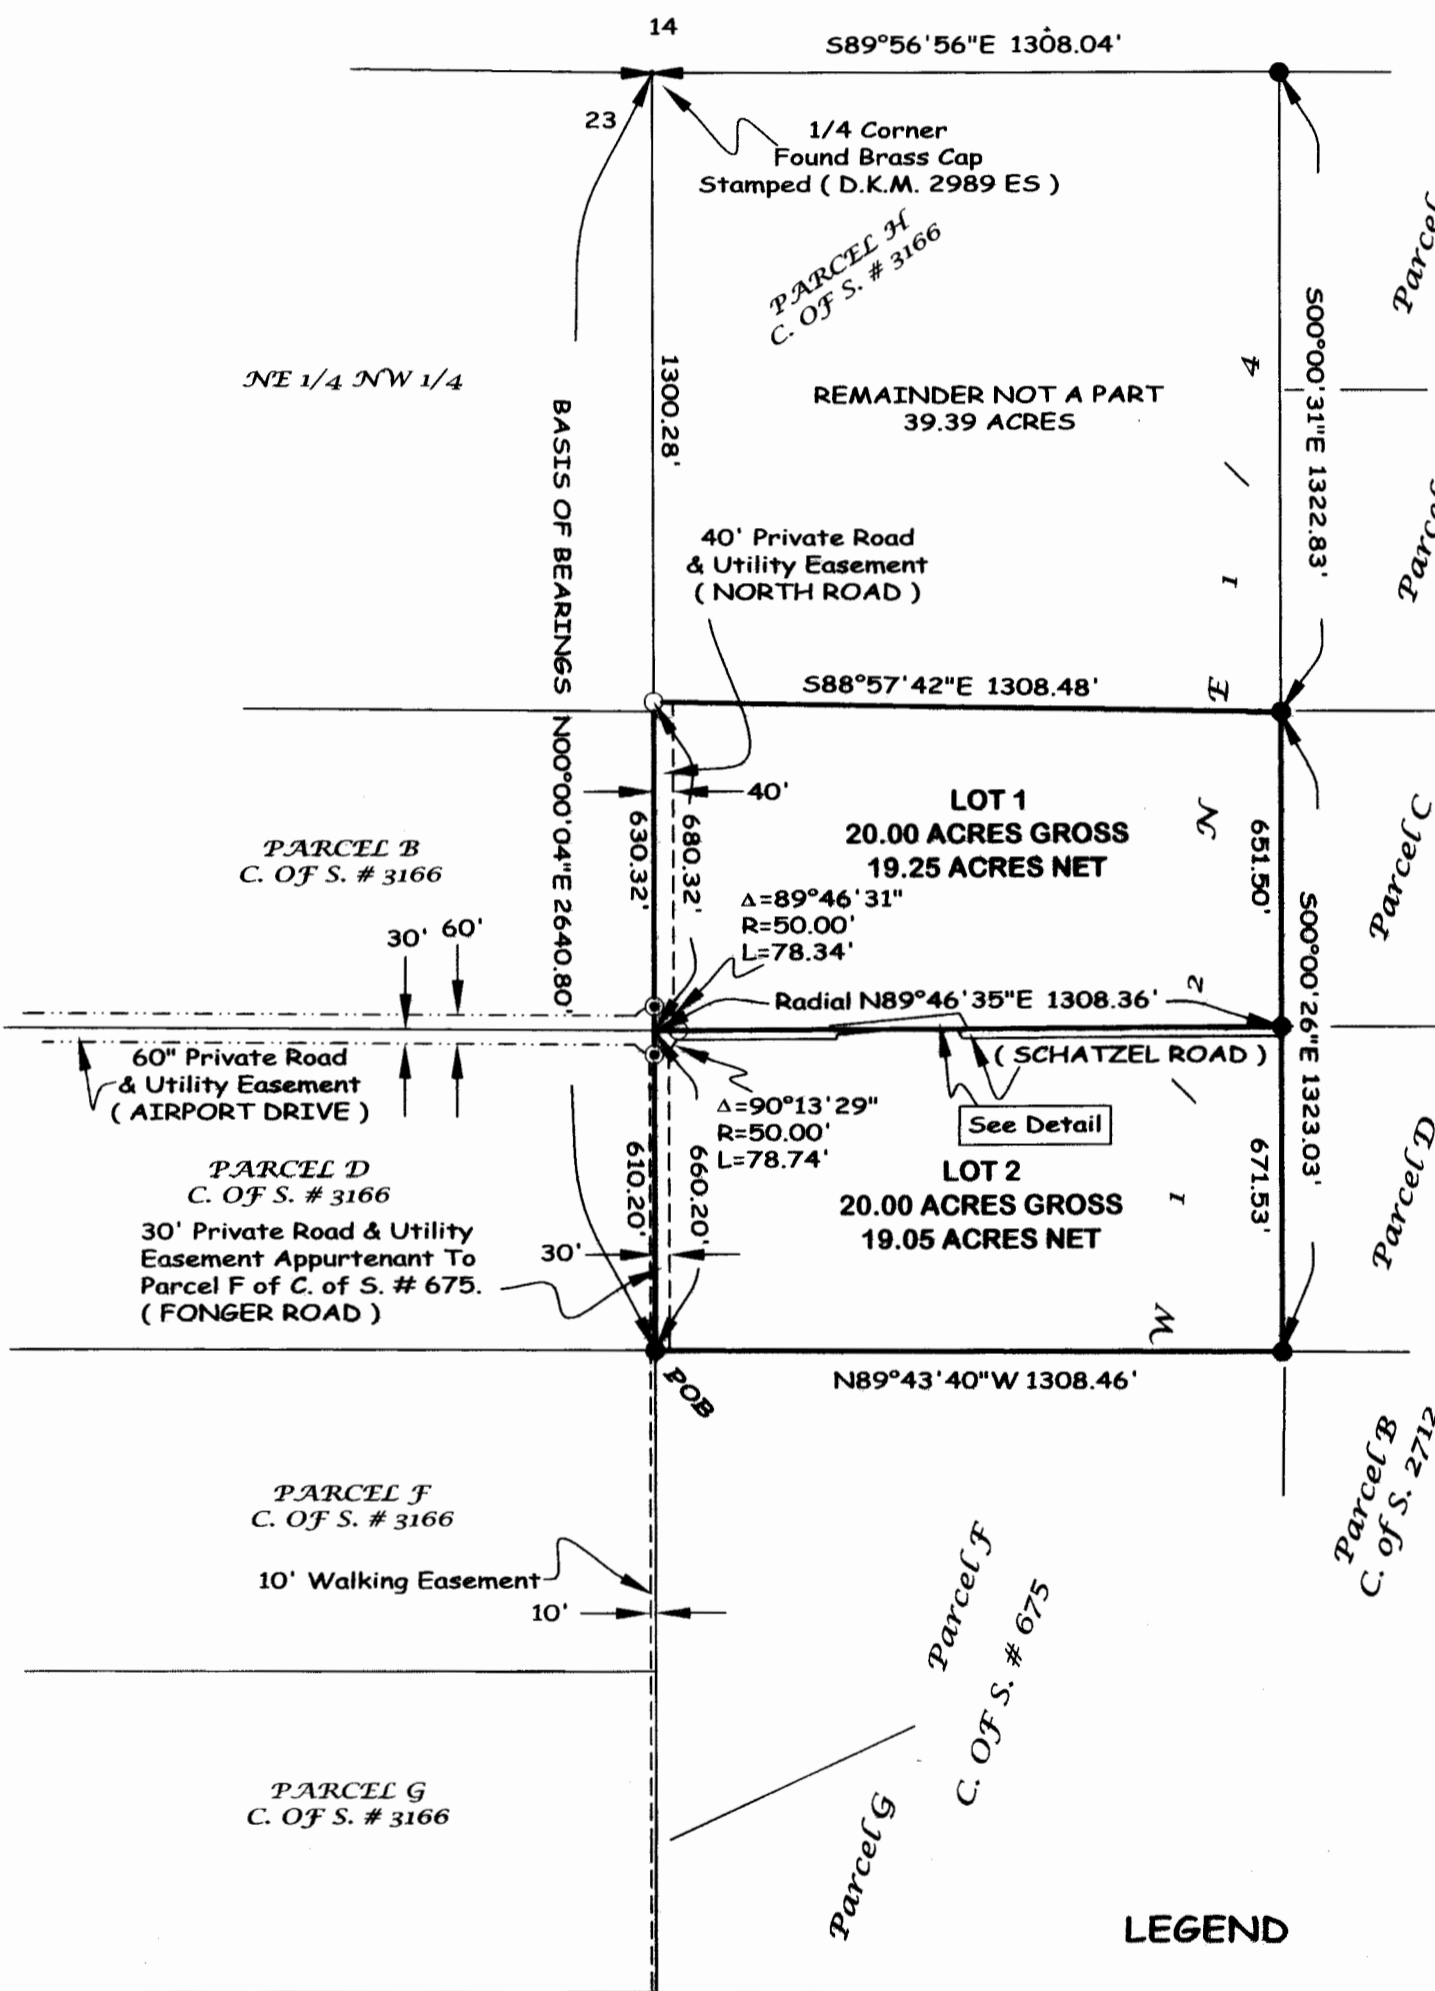 14
S89°56'56"E 1308.04'
23
1/4 Corner
Found Brass Cap
Stamped ( D.K.M. 2989 ES )
PARCEL H
C. OF S. # 3166
Parcel
NE 1/4 NW 1/4
1300.28'
REMAINDER NOT A PART
39.39 ACRES
S00°00'31"E 1322.83'
BASIS OF BEARINGS N00°00'04"E 2640.80'
40' Private Road
& Utility Easement
( NORTH ROAD )
W 1 / 2 N E 1 / 4
S88°57'42"E 1308.48'
40'
LOT 1
20.00 ACRES GROSS
19.25 ACRES NET
630.32'
680.32'
651.50'
Parcel C
PARCEL B
C. OF S. # 3166
Δ=89°46'31"
R=50.00'
L=78.34'
30' 60'
Radial N89°46'35"E 1308.36'
S00°00'26"E 1323.03'
60" Private Road
& Utility Easement
( AIRPORT DRIVE )
( SCHATZEL ROAD )
Δ=90°13'29"
R=50.00'
L=78.74'
See Detail
PARCEL D
C. OF S. # 3166
610.20'
660.20'
LOT 2
20.00 ACRES GROSS
19.05 ACRES NET
671.53'
Parcel D
30' Private Road & Utility
Easement Appurtenant To
Parcel F of C. of S. # 675.
( FONGER ROAD )
30'
POB
N89°43'40"W 1308.46'
Parcel B
C. of S. 2712
PARCEL F
C. OF S. # 3166
10' Walking Easement
10'
Parcel F
C. OF S. # 675
PARCEL G
C. OF S. # 3166
Parcel G
LEGEND